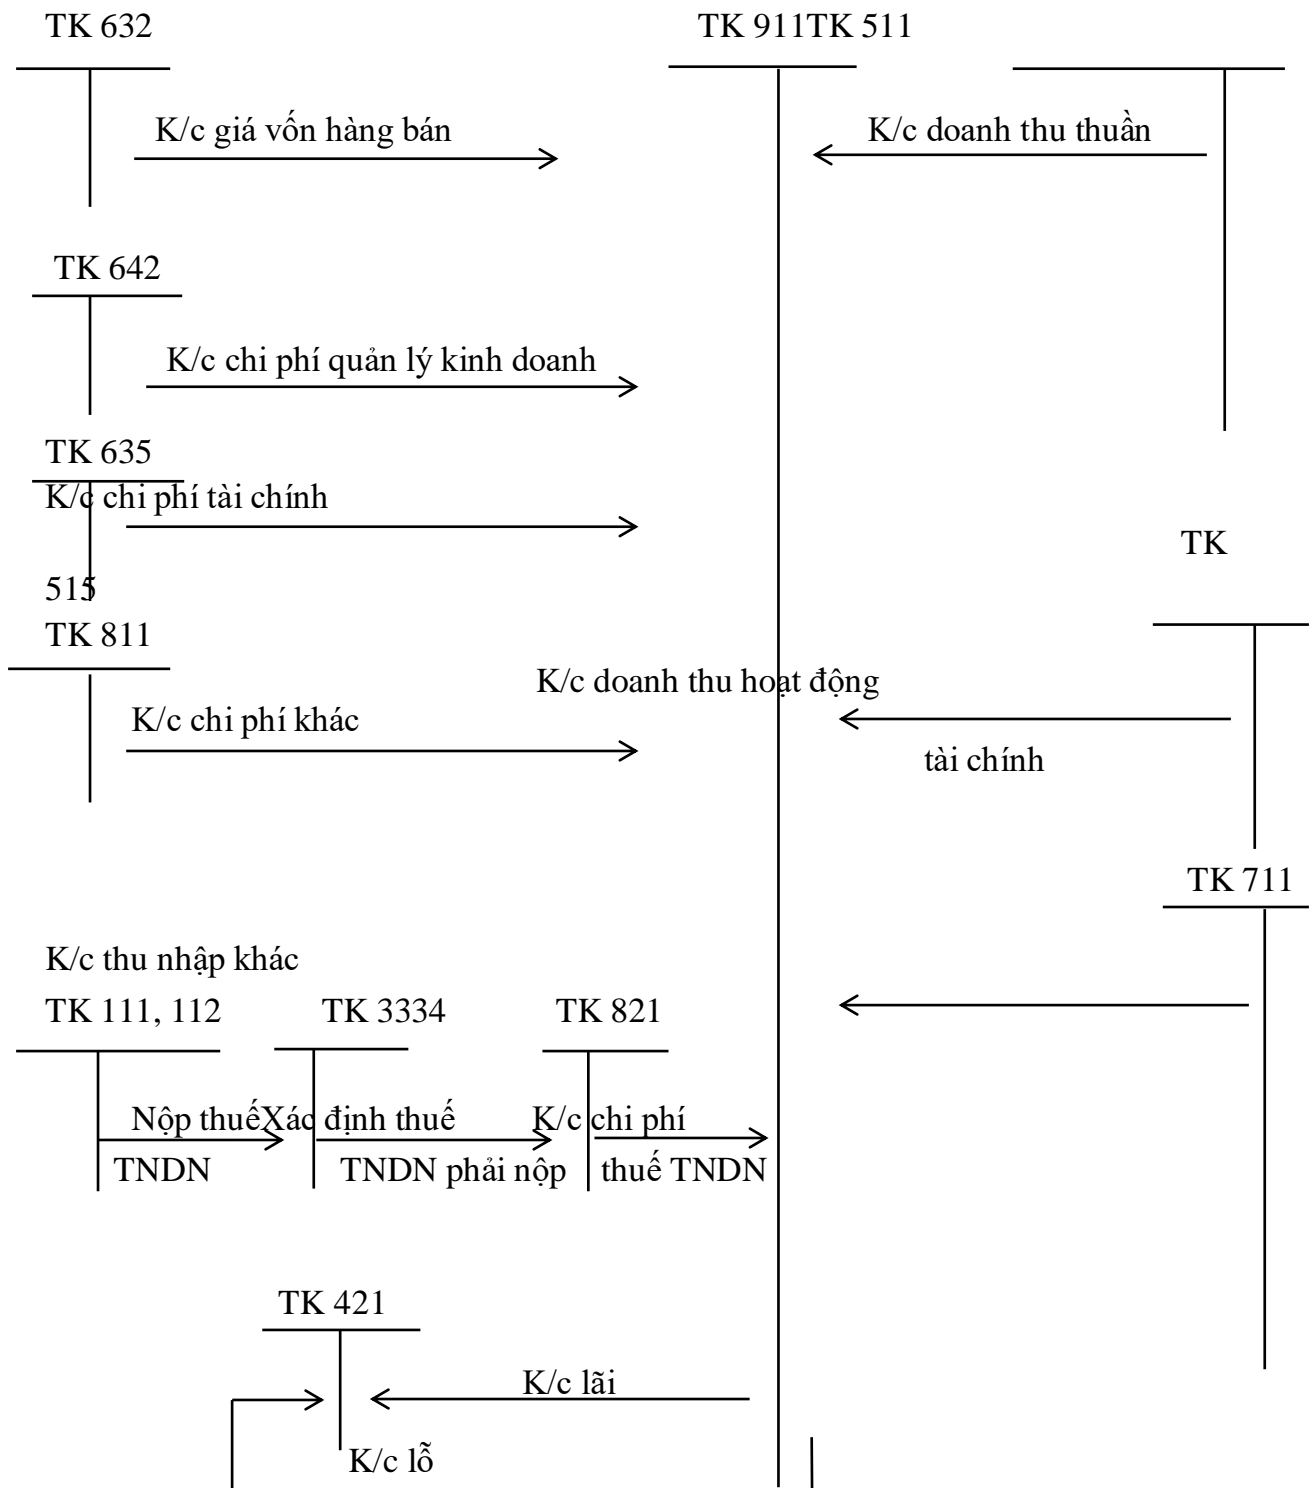 TK 632
TK 911TK 511
K/c giá vốn hàng bán
K/c doanh thu thuần
TK 642
K/c chi phí quản lý kinh doanh
TK 635
K/c chi phí tài chính
TK
515
TK 811
K/c doanh thu hoạt động
K/c chi phí khác
tài chính
TK 711
K/c thu nhập khác
TK 111, 112 TK 3334 TK 821
Nộp thuếXác định thuế K/c chi phí
TNDN TNDN phải nộp thuế TNDN
TK 421
K/c lãi
K/c lỗ